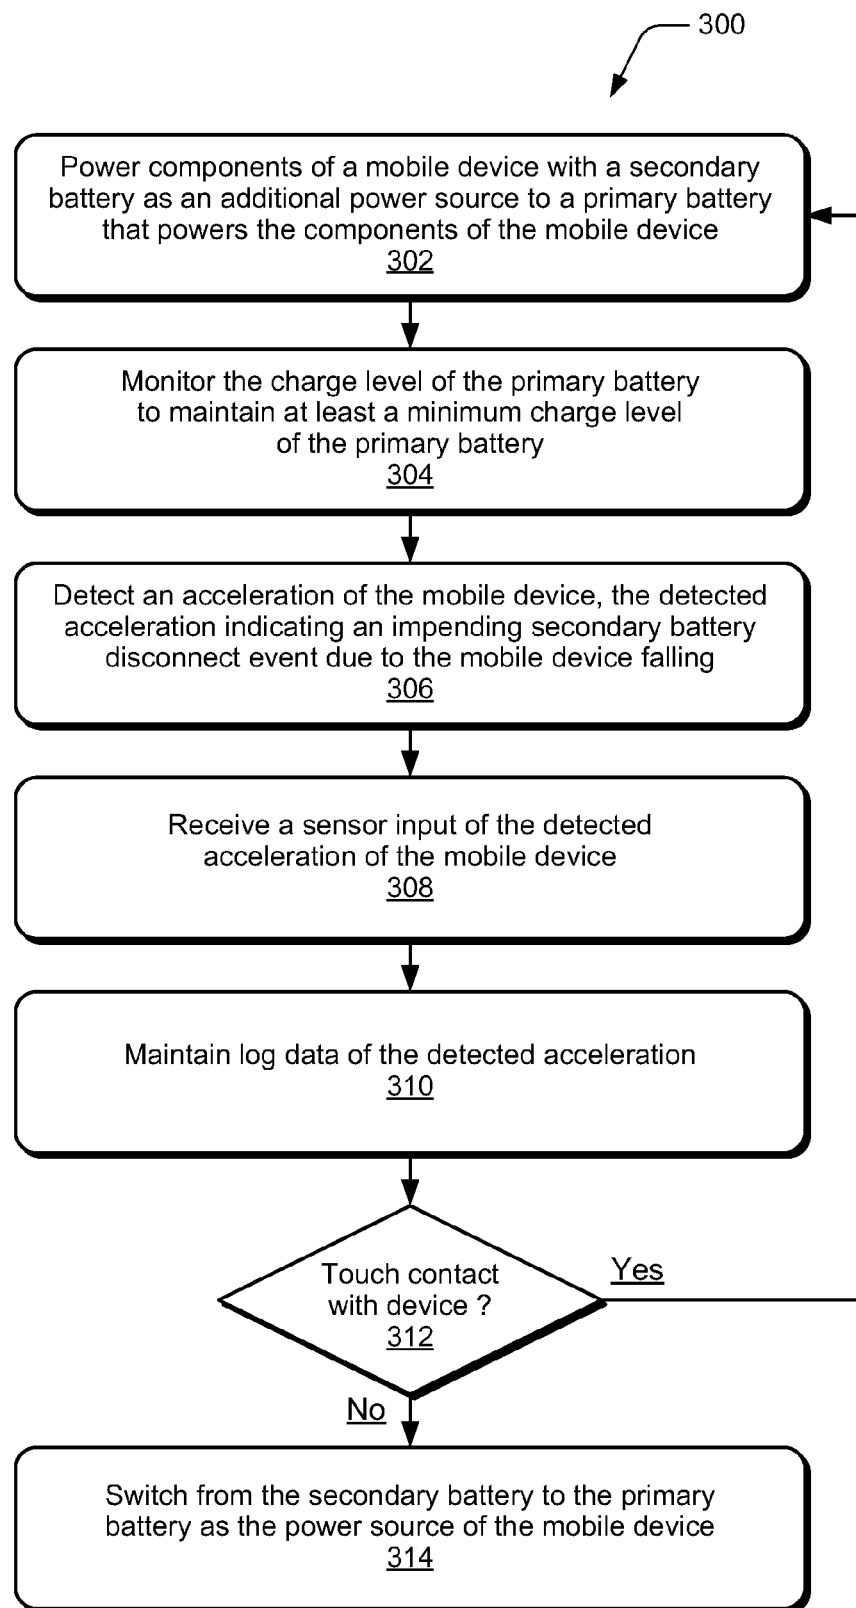 300
Power components of a mobile device with a secondary
battery as an additional power source to a primary battery
that powers the components of the mobile device
302
Monitor the charge level of the primary battery
to maintain at least a minimum charge level
of the primary battery
304
Detect an acceleration of the mobile device, the detected
acceleration indicating an impending secondary battery
disconnect event due to the mobile device falling
306
Receive a sensor input of the detected
acceleration of the mobile device
308
Maintain log data of the detected acceleration
310
Touch contact
with device ?
312
Yes
No
Switch from the secondary battery to the primary
battery as the power source of the mobile device
314